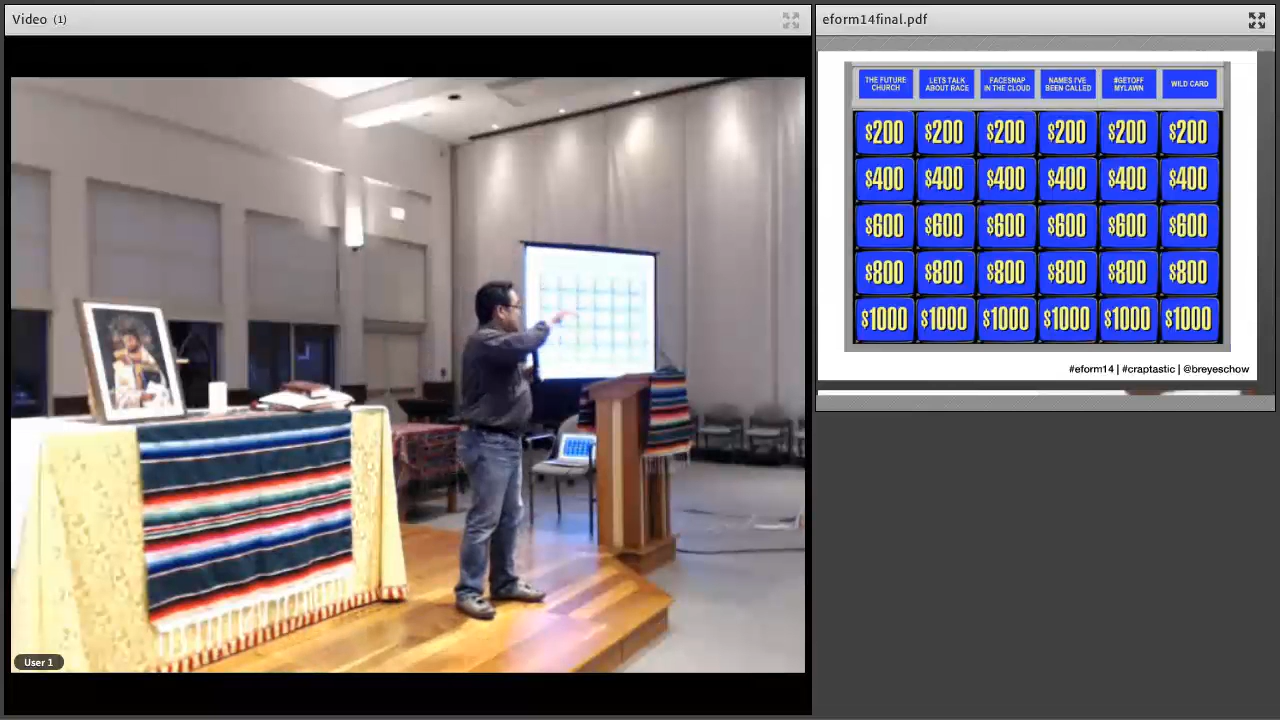 Video (1)
User 1
eform14final.pdf
THE FUTURE CHURCH
LETS TALK ABOUT RACE
FACESNAP IN THE CLOUD
NAMES I'VE BEEN CALLED
#GETOFF MYLAWN
WILD CARD
$200 $200 $200 $200 $200 $200
$400 $400 $400 $400 $400 $400
$600 $600 $600 $600 $600 $600
$800 $800 $800 $800 $800 $800
$1000 $1000 $1000 $1000 $1000 $1000
#eform14 | #craptastic | @breyeschow